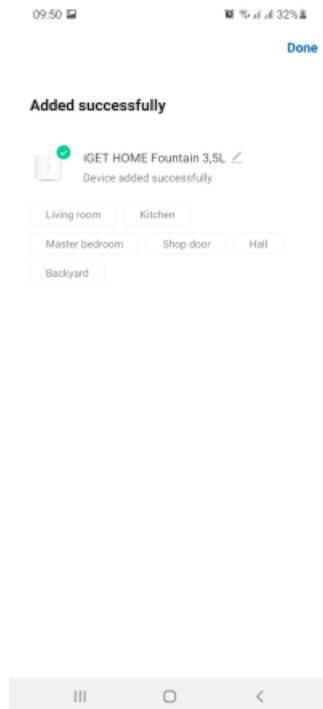 09:50 32%
Done
Added successfully
iGET HOME Fountain 3,5L
Device added successfully
Living room Kitchen
Master bedroom Shop door Hall
Backyard